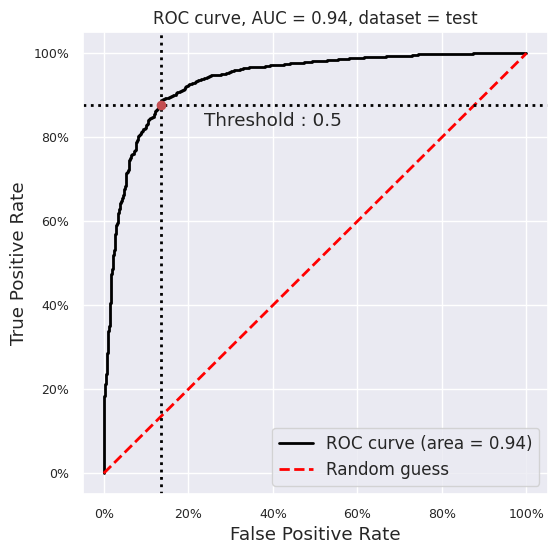 ROC curve, AUC = 0.94, dataset = test
100%
80%
60%
40%
20%
0%
True Positive Rate
Threshold : 0.5
ROC curve (area = 0.94)
Random guess
0% 20% 40% 60% 80% 100%
False Positive Rate